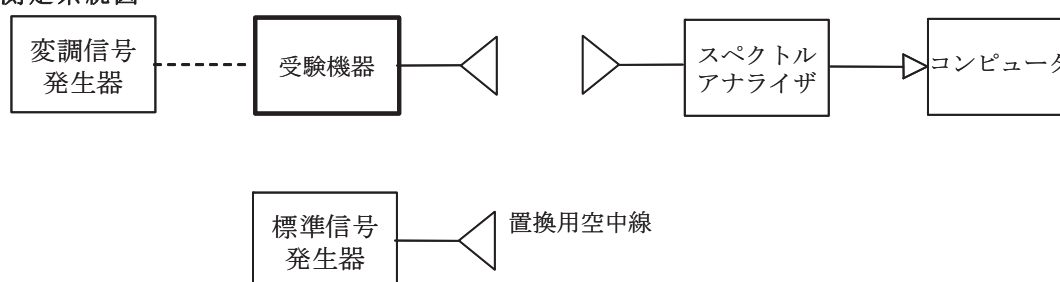 変調信号
発生器
受験機器
スペクトル
アナライザ
コンピュータ
標準信号
発生器
置換用空中線